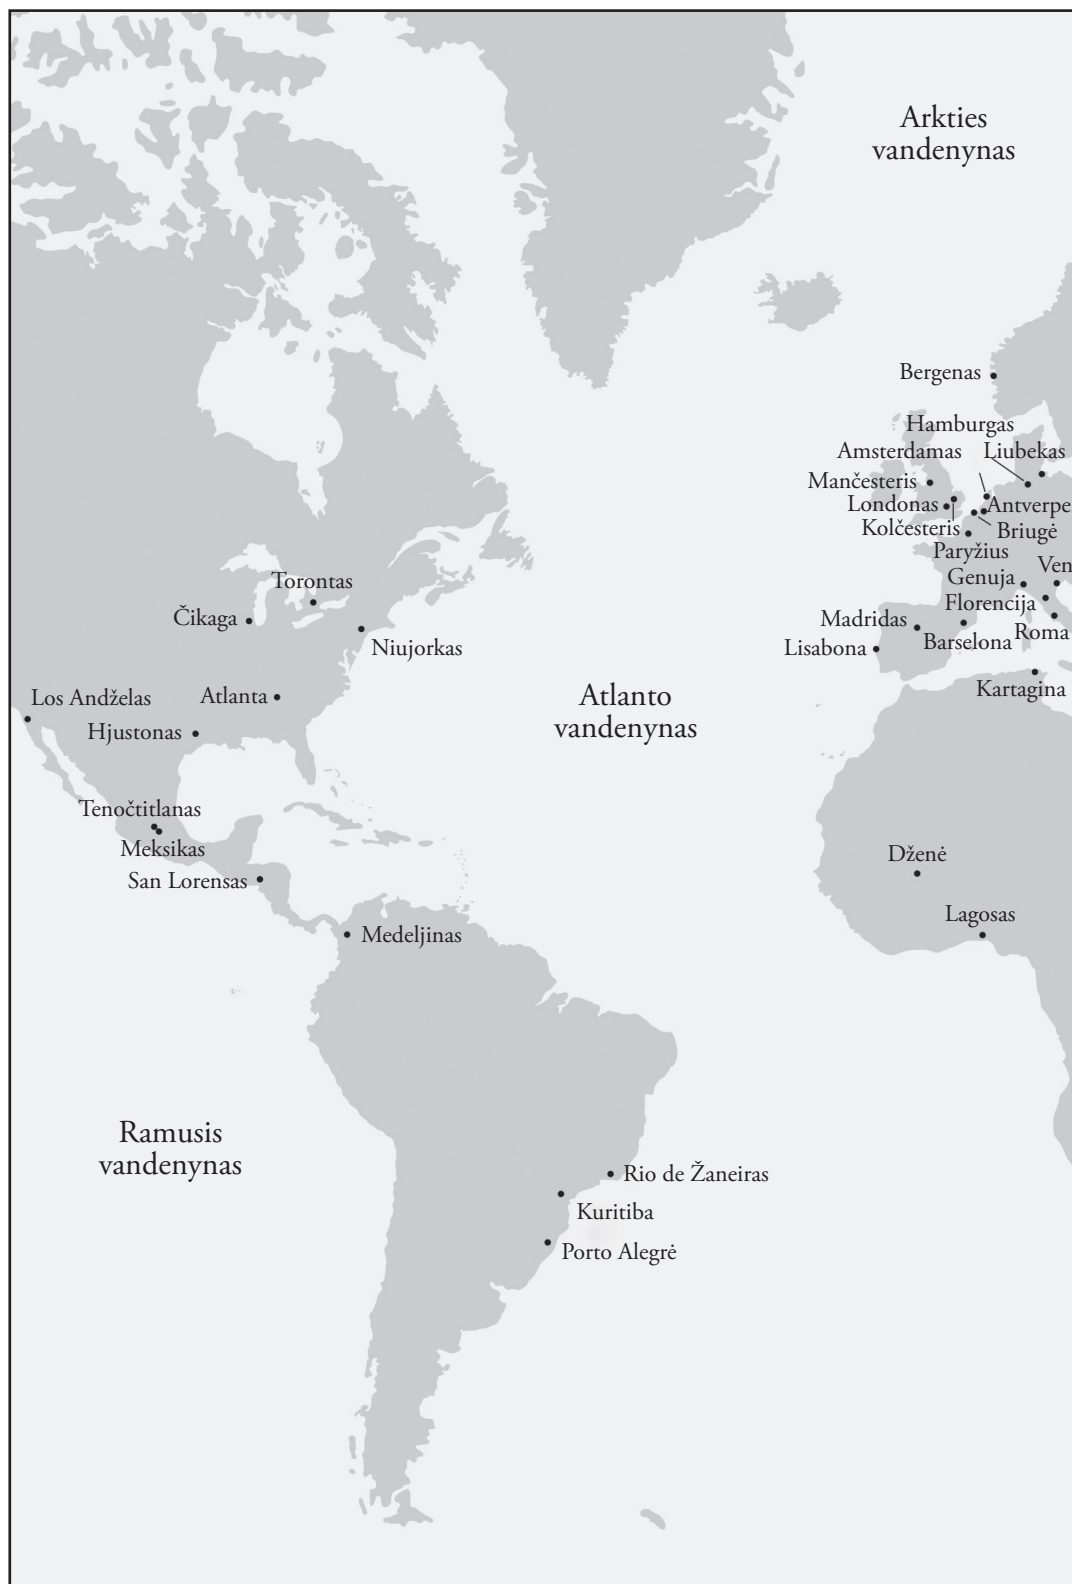 Arkties
vandenynas
Bergenas
Hamburgas
Amsterdamas
Liubekas
Mančesteris
Londonas
Antverpe
Kolčesteris
Briugė
Paryžius
Ven
Genuja
Torontas
Florencija
Čikaga
Madridas
Roma
Niujorkas
Barselona
Lisabona
Kartagina
Los Andželas
Atlanta
Atlanto
vandenynas
Hjustonas
Tenočtitlanas
Meksikas
Dženė
San Lorensas
Lagosas
Medeljinas
Ramusis
vandenynas
Rio de Žaneiras
Kuritiba
Porto Alegrė